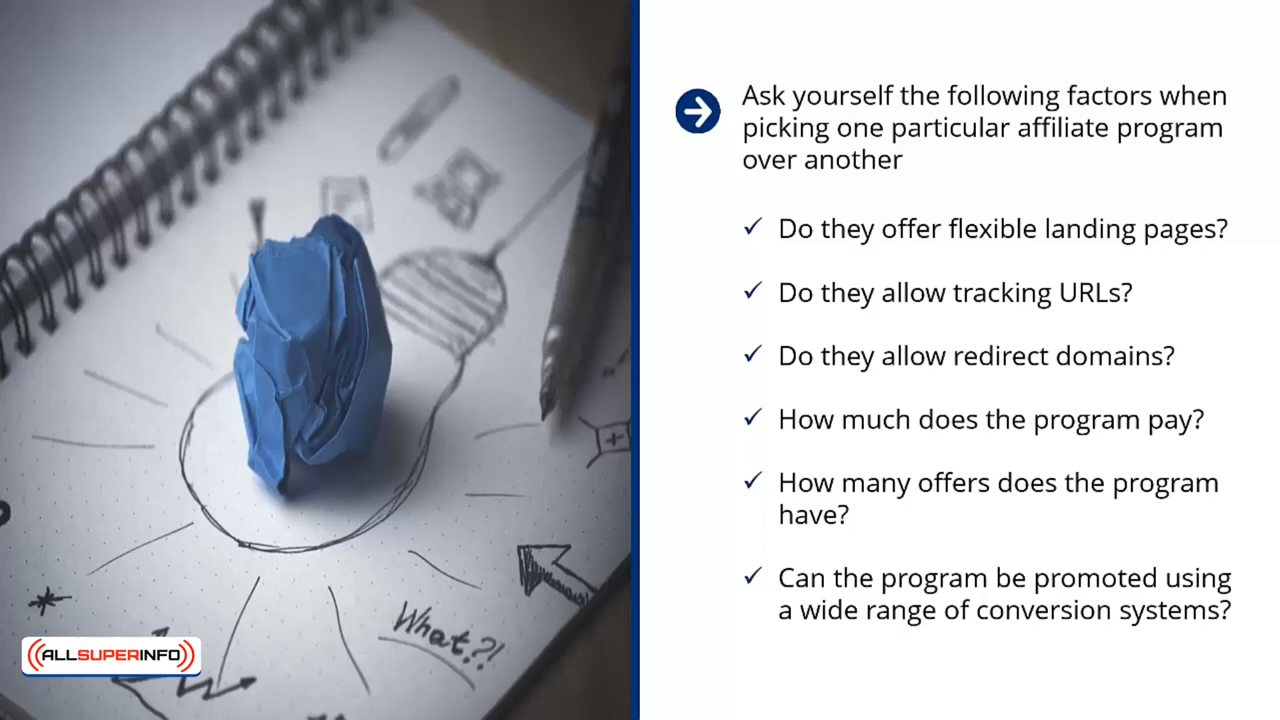 Ask yourself the following factors when
picking one particular affiliate program
over another
✓ Do they offer flexible landing pages?
✓ Do they allow tracking URLs?
✓ Do they allow redirect domains?
✓ How much does the program pay?
✓ How many offers does the program
have?
✓ Can the program be promoted using
a wide range of conversion systems?
What?!
ALLSUPERINFO